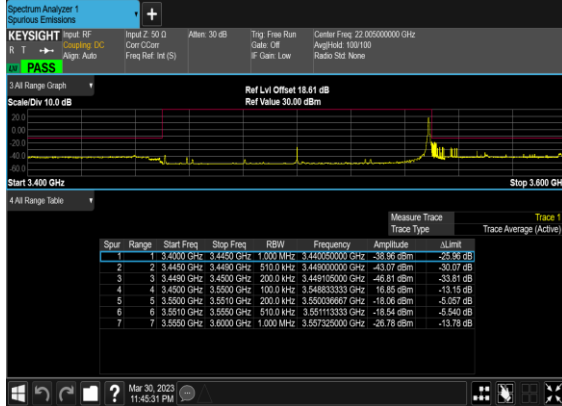 Spectrum Analyzer 1
Spurious Emissions
+
KEYSIGHT Input: RF Input Z: 50 Ω Atten: 30 dB Trig: Free Run Center Freq: 22.005000000 GHz
R T Coupling: DC Corr CCorr Gate: Off Avg|Hold: 100/100
Align: Auto Freq Ref: Int (S) IF Gain: Low Radio Std: None
PASS
3 All Range Graph
Ref Lvl Offset 18.61 dB
Scale/Div 10.0 dB Ref Value 30.00 dBm
20.0
0.00
-20.0
-40.0
-60.0
Start 3.400 GHz Stop 3.600 GH
4 All Range Table
Measure Trace Trace 1
Trace Type Trace Average (Active)
Spur Range Start Freq Stop Freq RBW Frequency Amplitude ΔLimit
1 1 3.4000 GHz 3.4450 GHz 1.000 MHz 3.440050000 GHz -38.96 dBm -25.96 dB
2 2 3.4450 GHz 3.4490 GHz 510.0 kHz 3.449000000 GHz -43.07 dBm -30.07 dB
3 3 3.4490 GHz 3.4500 GHz 200.0 kHz 3.449105000 GHz -46.81 dBm -33.81 dB
4 4 3.4500 GHz 3.5500 GHz 100.0 kHz 3.548833333 GHz 16.85 dBm -13.15 dB
5 5 3.5500 GHz 3.5510 GHz 200.0 kHz 3.550036667 GHz -18.06 dBm -5.057 dB
6 6 3.5510 GHz 3.5550 GHz 510.0 kHz 3.551113333 GHz -18.54 dBm -5.540 dB
7 7 3.5550 GHz 3.6000 GHz 1.000 MHz 3.557325000 GHz -26.78 dBm -13.78 dB
? Mar 30, 2023
11:45:31 PM